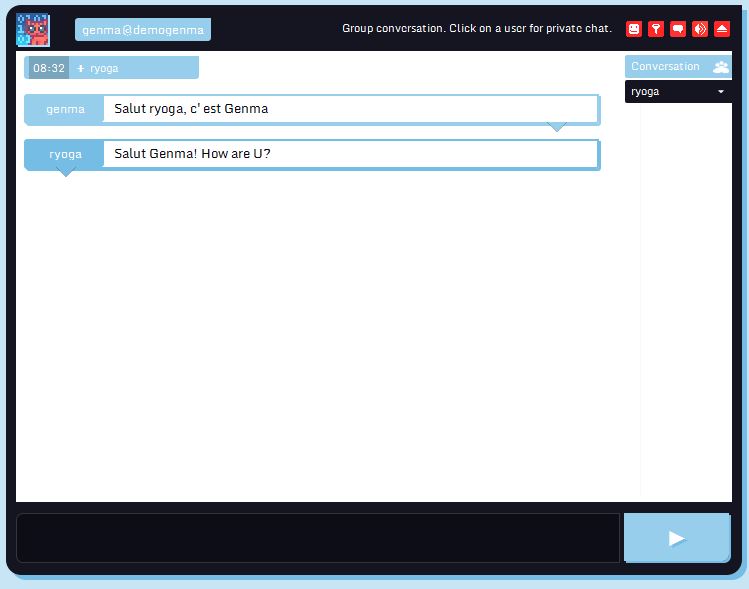 genma@demogenma
Group conversation. Click on a user for private chat.
08:32 + ryoga
Conversation
ryoga
genma Salut ryoga, c' est Genma
ryoga Salut Genma! How are U?